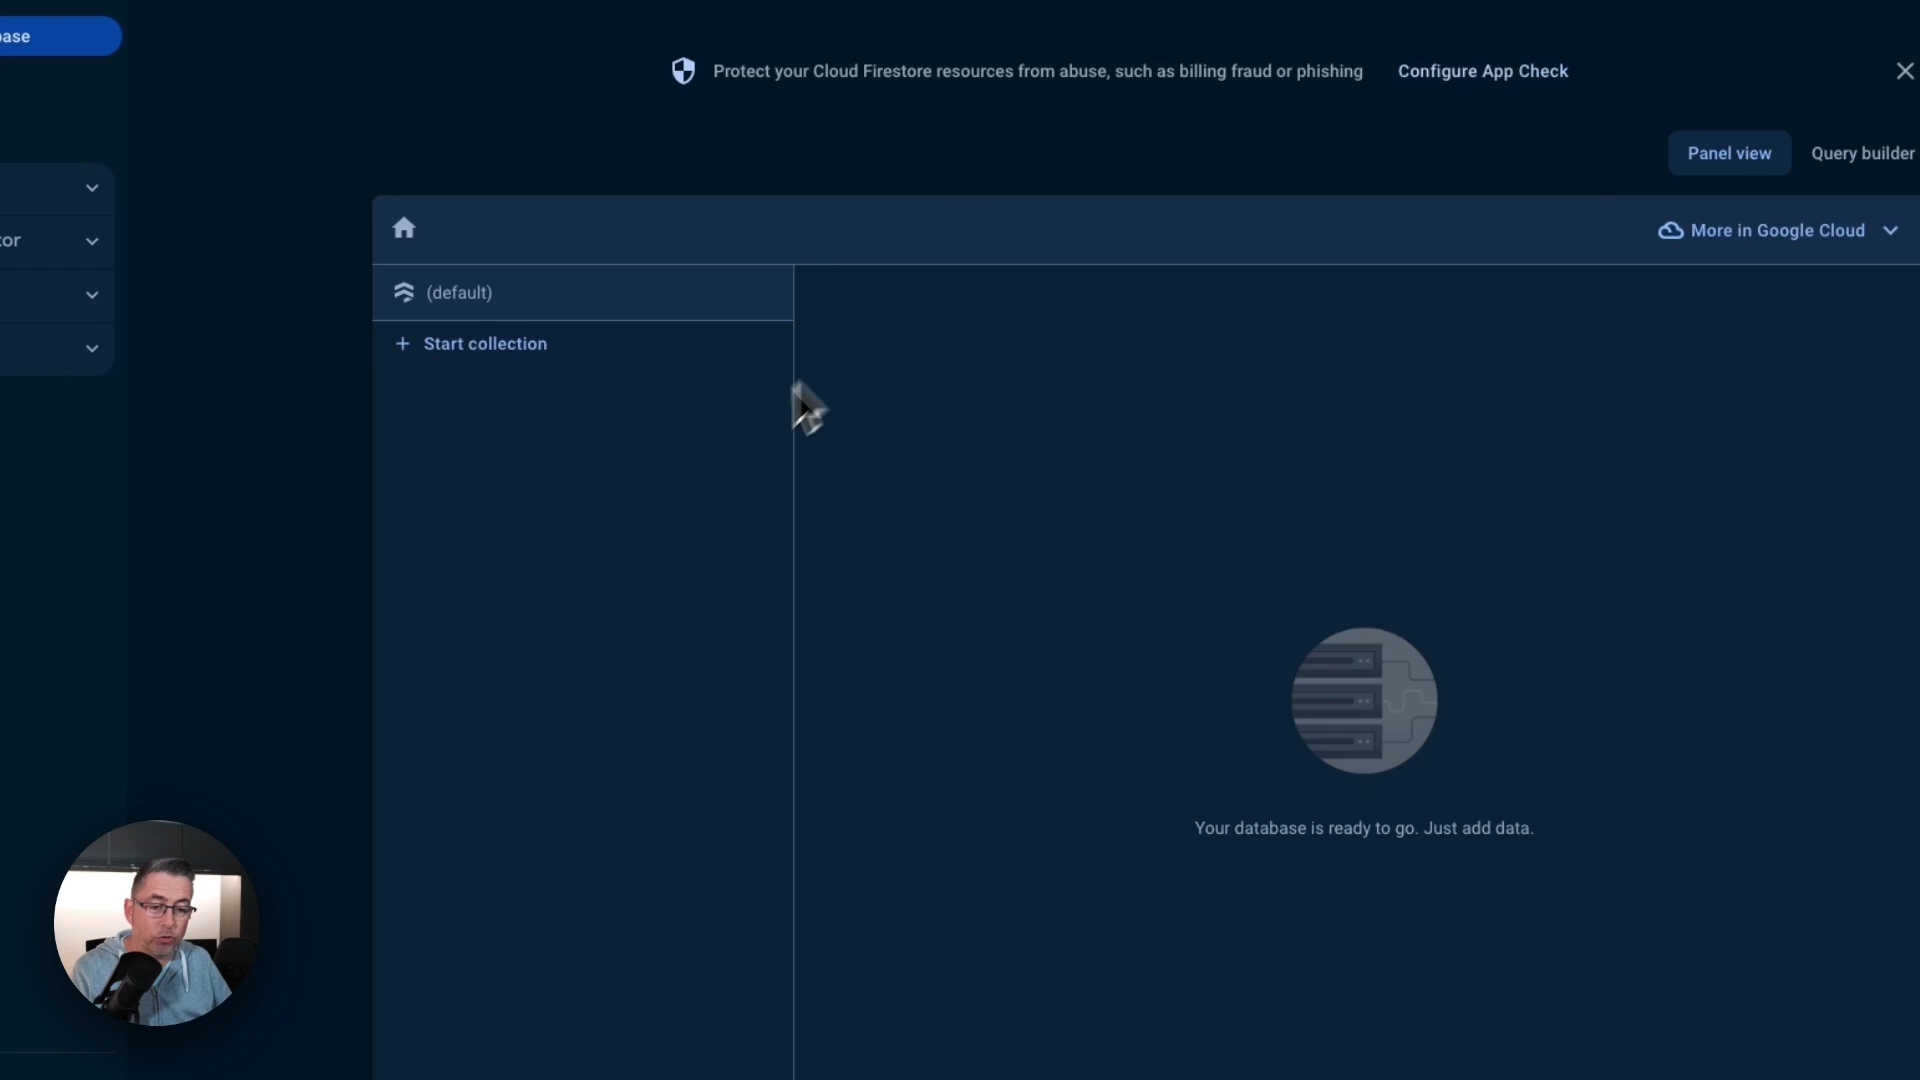 base
Protect your Cloud Firestore resources from abuse, such as billing fraud or phishing
Configure App Check
Panel view
Query builder
More in Google Cloud
tor
(default)
+ Start collection
Your database is ready to go. Just add data.